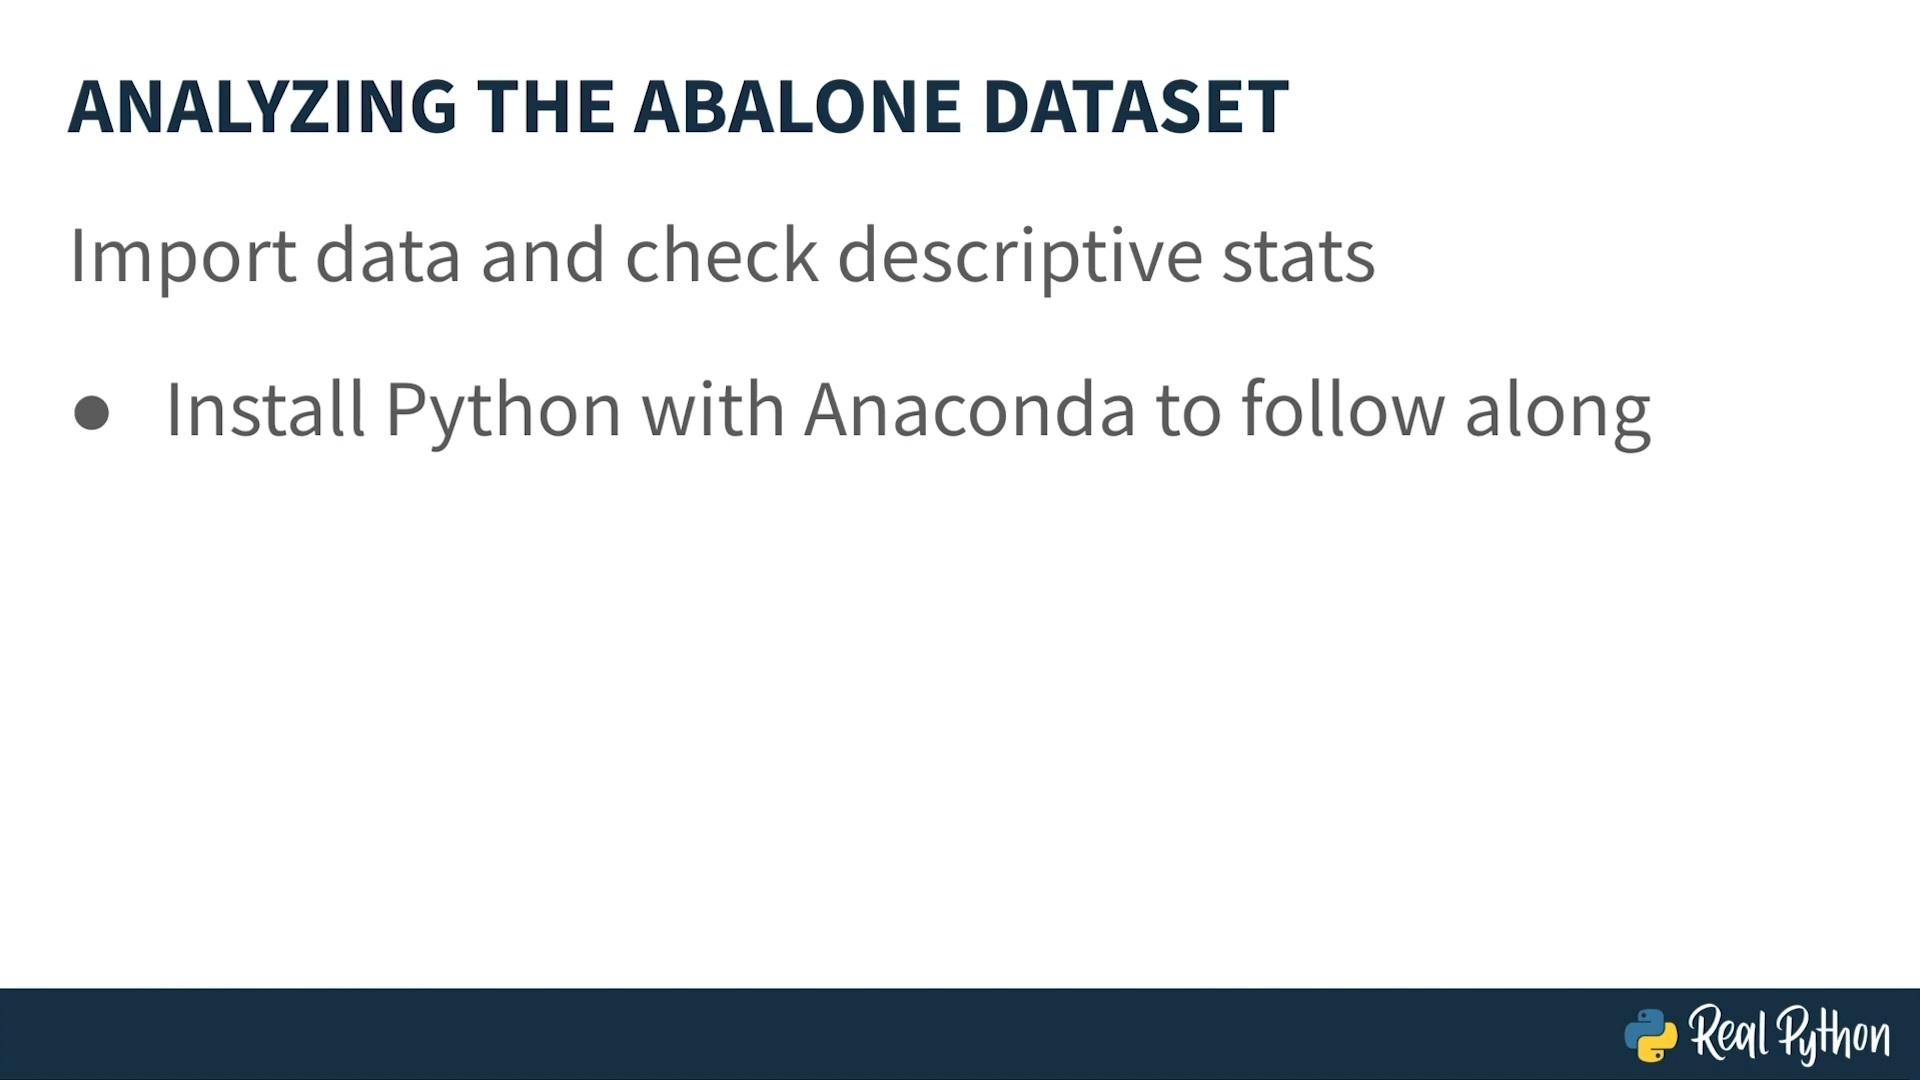 ANALYZING THE ABALONE DATASET
Import data and check descriptive stats
● Install Python with Anaconda to follow along
Real Python